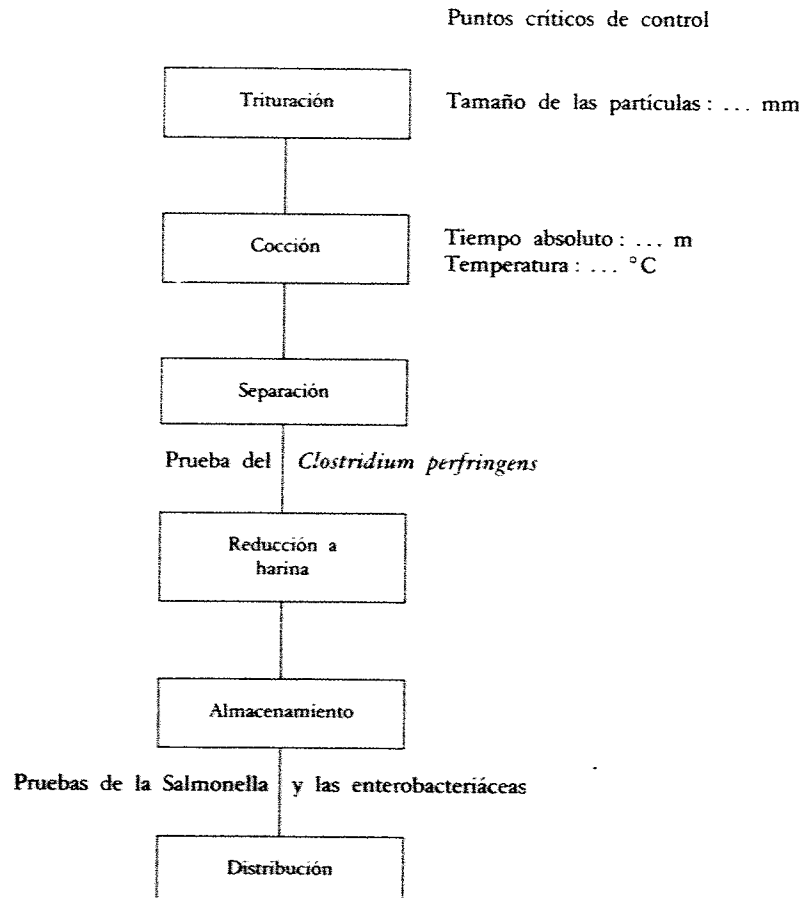 Puntos críticos de control
Trituración
Tamaño de las partículas : ... mm
Cocción
Tiempo absoluto : ... m
Temperatura : ... °C
Separación
Prueba del Clostridium perfringens
Reducción a
harina
Almacenamiento
Pruebas de la Salmonella y las enterobacteriáceas
Distribución